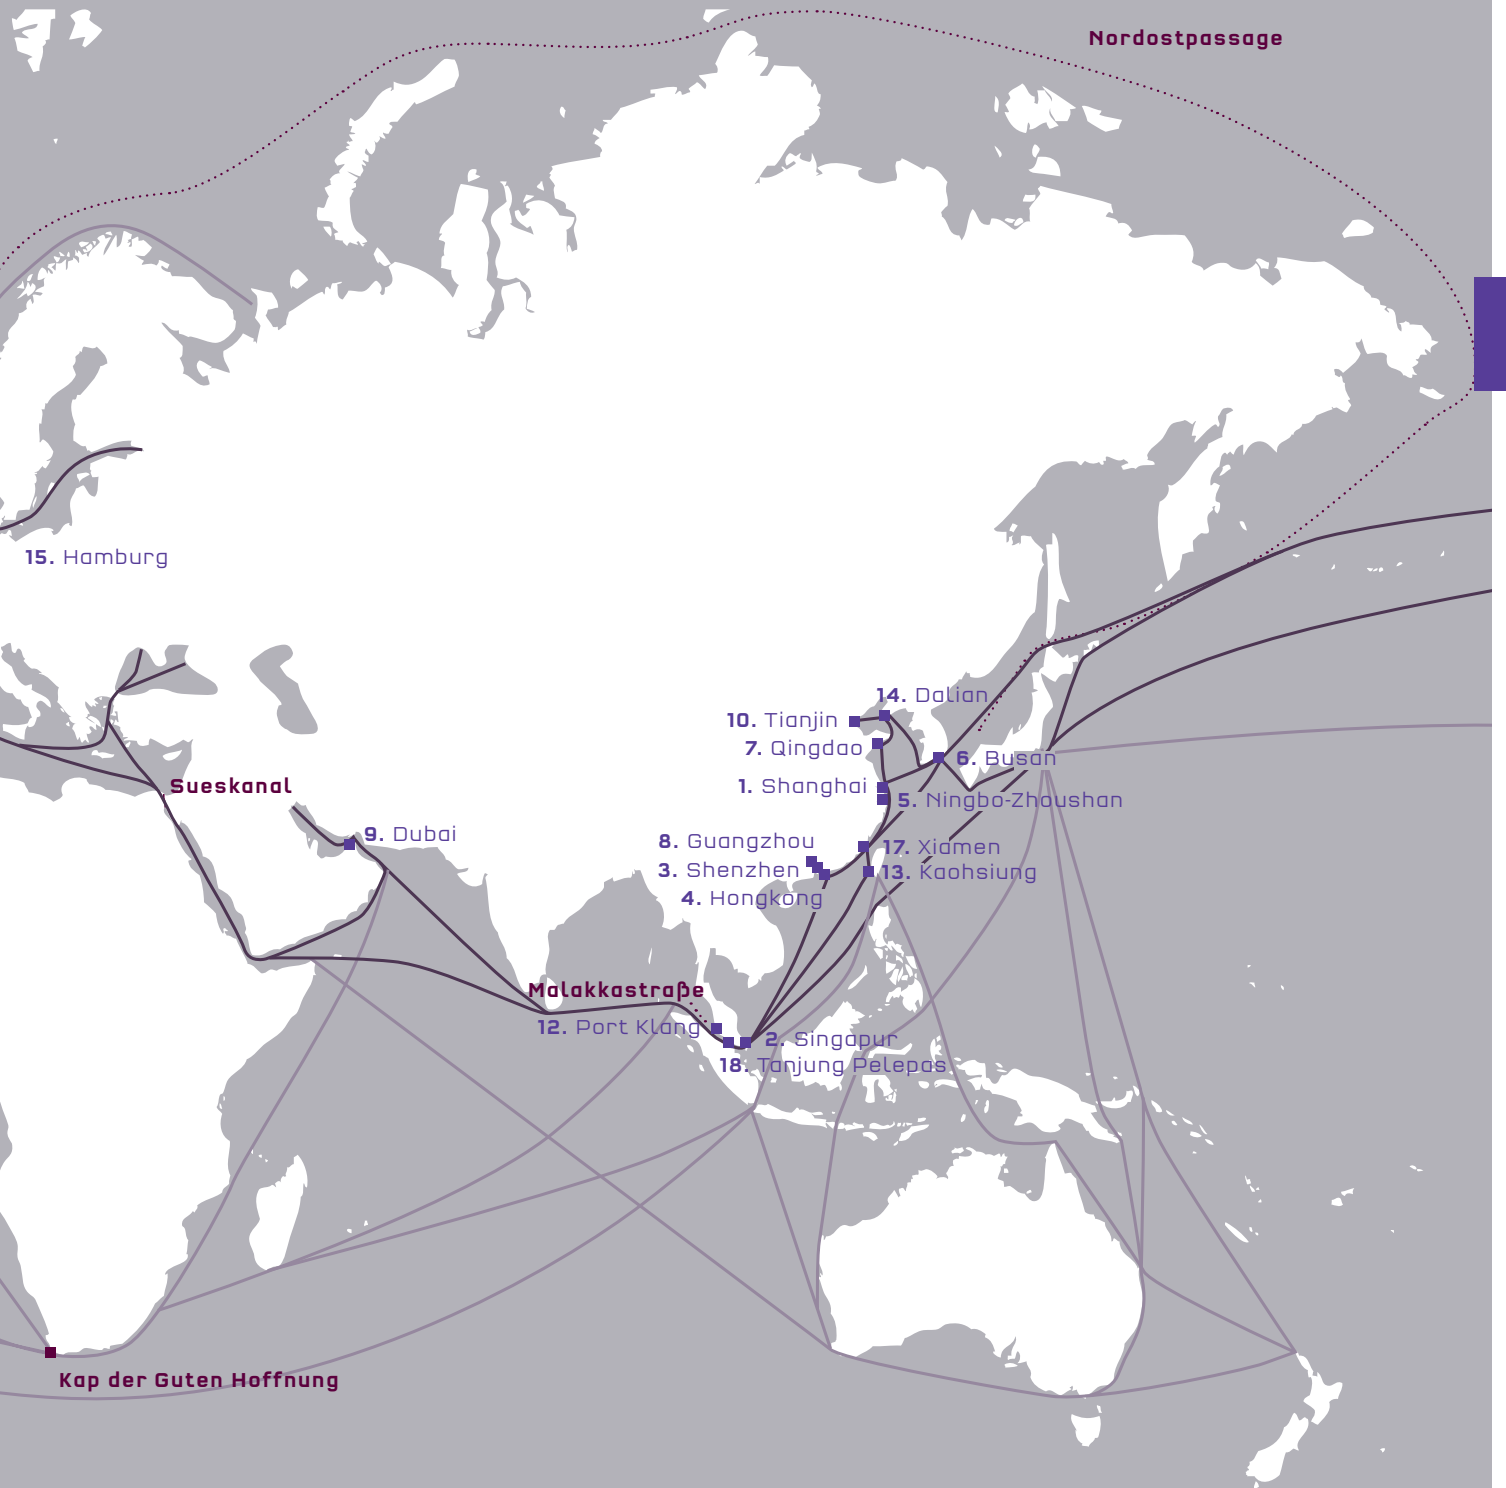 Nordostpassage
15. Hamburg
14. Dalian
10. Tianjin
7. Qingdao
6. Busan
1. Shanghai
Sueskanal
5. Ningbo-Zhoushan
9. Dubai
8. Guangzhou
17. Xiamen
3. Shenzhen
13. Kaohsiung
4. Hongkong
Malakkastraße
12. Port Klang
2. Singapur
18. Tanjung Pelepas
Kap der Guten Hoffnung